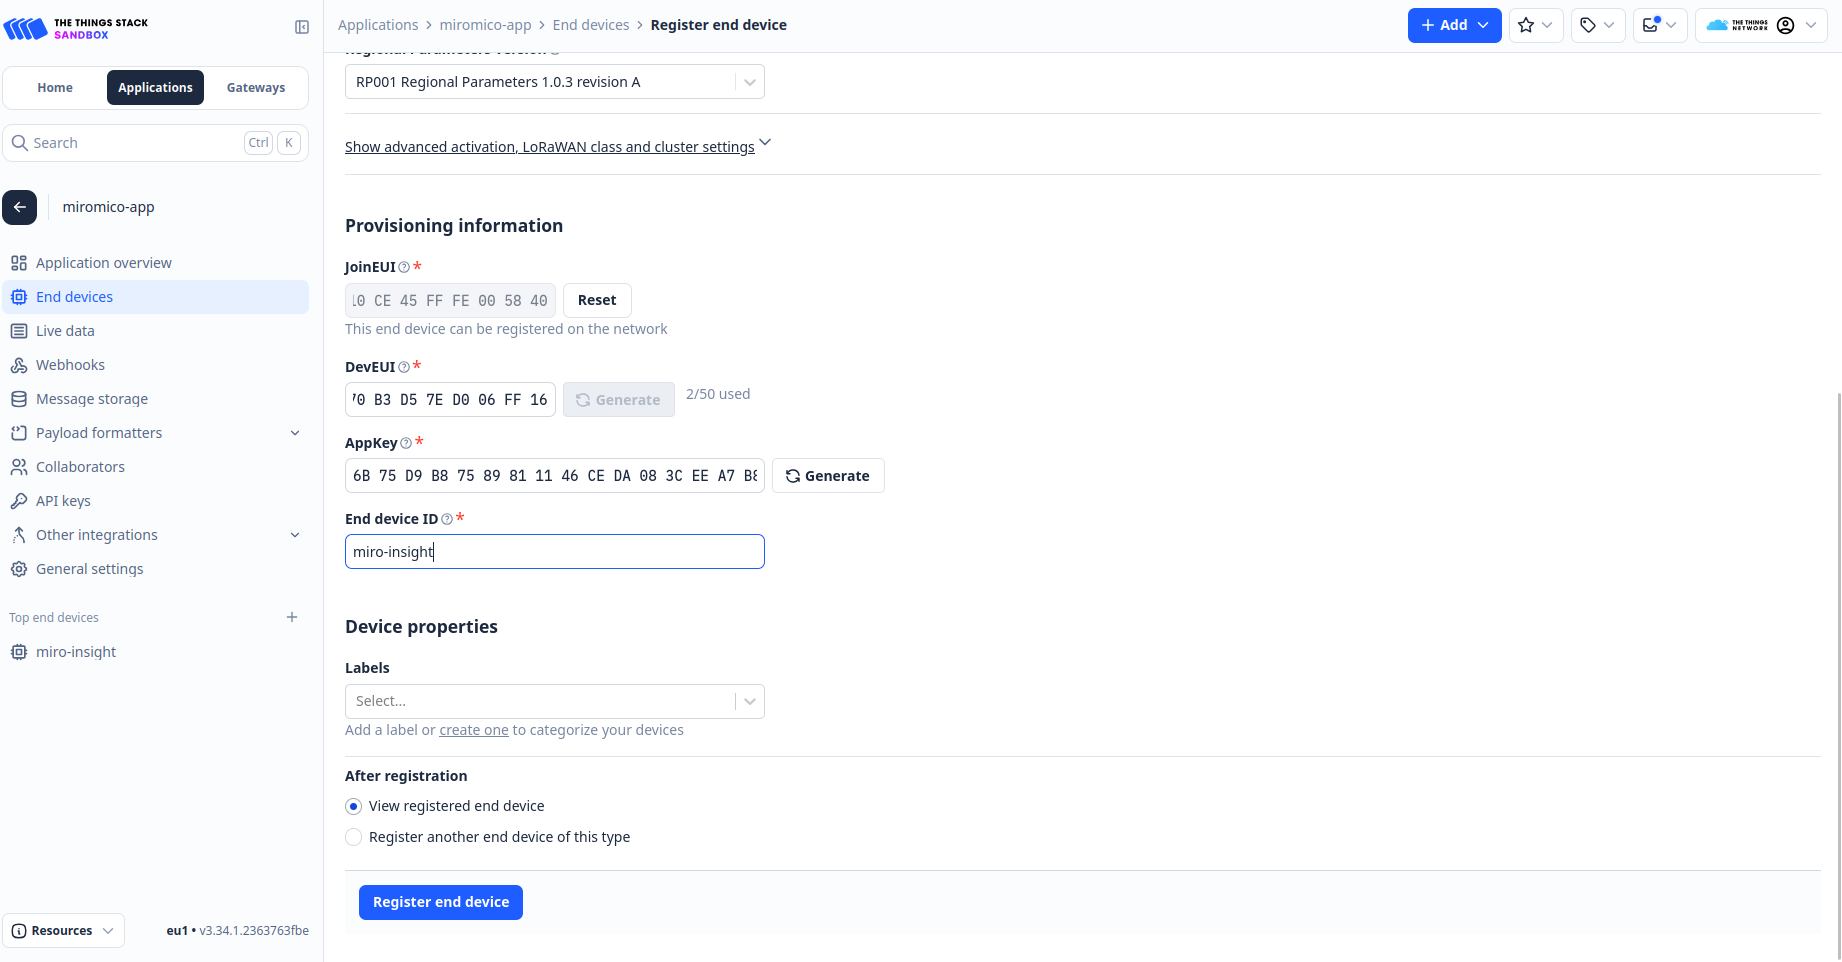 THE THINGS STACK
SANDBOX
Home
Applications
Gateways
Search
Ctrl
K
miromico-app
Application overview
End devices
Live data
Webhooks
Message storage
Payload formatters
Collaborators
API keys
Other integrations
General settings
Top end devices
miro-insight
Resources
eu1 • v3.34.1.2363763fbe
Applications > miromico-app > End devices > Register end device
Add
THE THINGS
NETWORK
RP001 Regional Parameters 1.0.3 revision A
Show advanced activation, LoRaWAN class and cluster settings
Provisioning information
JoinEUI *
CE 45 FF FE 00 58 40
Reset
This end device can be registered on the network
DevEUI *
70 B3 D5 7E D0 06 FF 16
Generate
2/50 used
AppKey *
6B 75 D9 B8 75 89 81 11 46 CE DA 08 3C EE A7
Generate
End device ID *
miro-insight
Device properties
Labels
Select...
Add a label or create one to categorize your devices
After registration
View registered end device
Register another end device of this type
Register end device